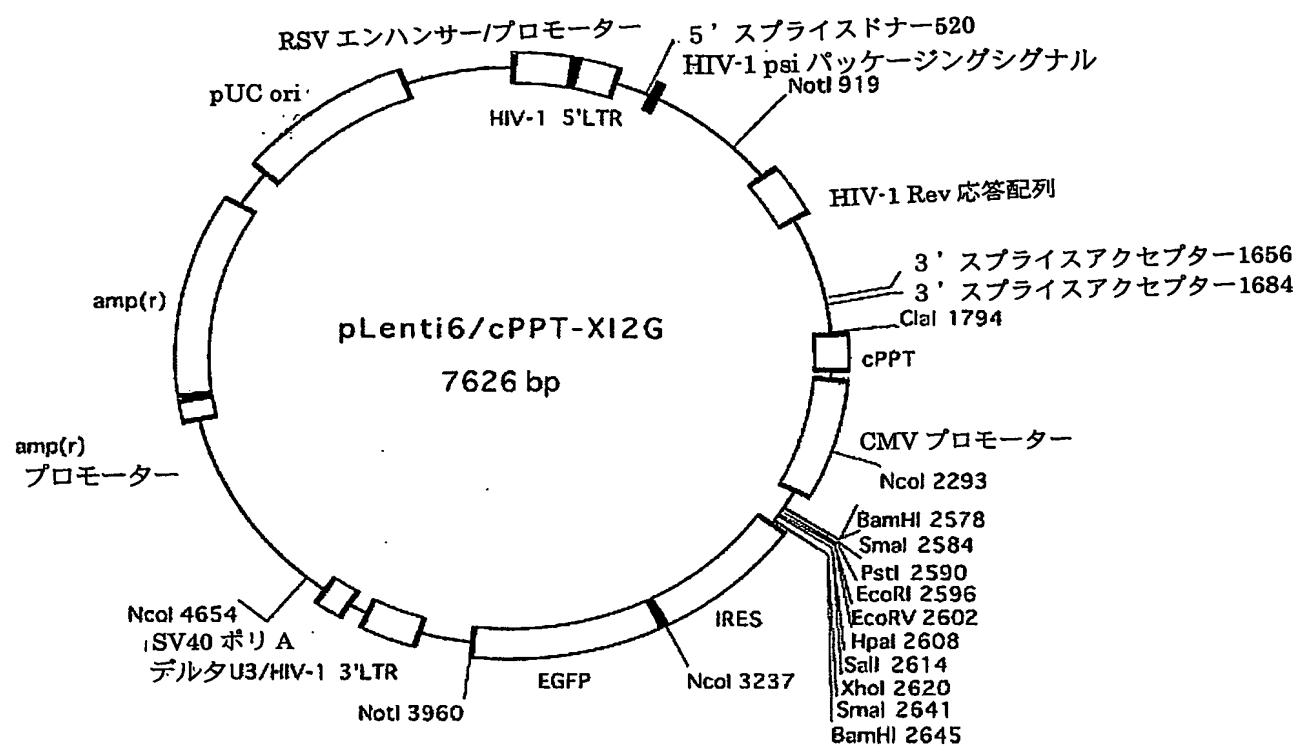 RSV エンハンサー/プロモーター
5’スプライスドナー520
HIV-1 psi パッケージングシグナル
NotI 919
pUC ori
HIV-1 5'LTR
HIV-1 Rev 応答配列
3’スプライスアクセプター1656
3’スプライスアクセプター1684
ClaI 1794
cPPT
amp(r)
pLenti6/cPPT-XI2G
7626 bp
CMV プロモーター
NcoI 2293
amp(r)
プロモーター
BamHI 2578
SmaI 2584
PstI 2590
EcoRI 2596
EcoRV 2602
HpaI 2608
SalI 2614
XhoI 2620
SmaI 2641
BamHI 2645
IRES
NcoI 3237
EGFP
NotI 3960
NcoI 4654
SV40 ポリ A
デルタU3/HIV-1 3'LTR